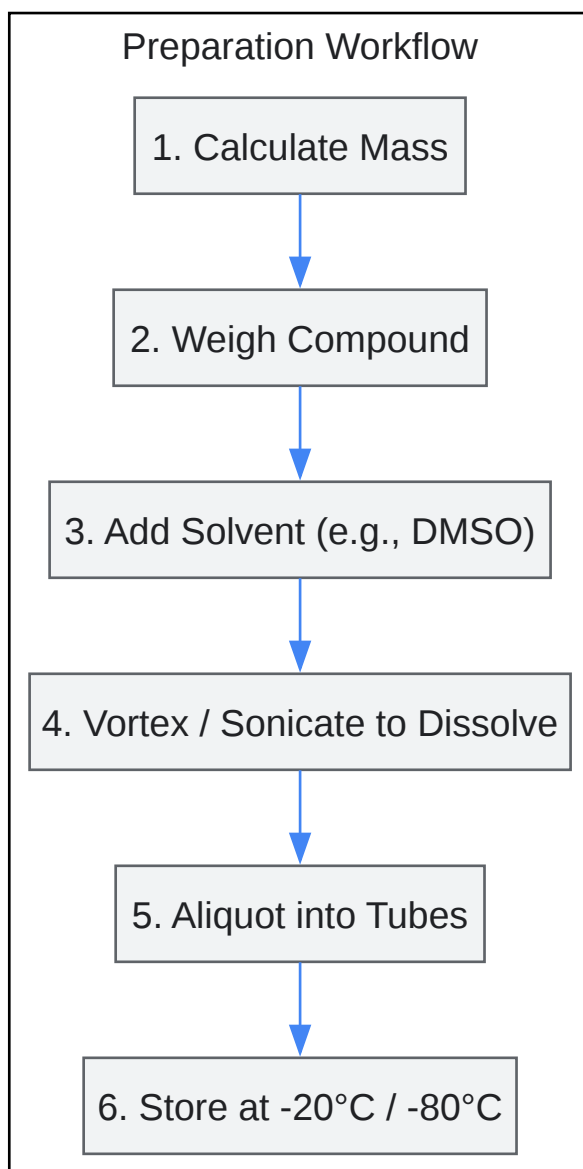 Preparation Workflow
1. Calculate Mass
2. Weigh Compound
3. Add Solvent (e.g., DMSO)
4. Vortex / Sonicate to Dissolve
5. Aliquot into Tubes
6. Store at -20°C / -80°C